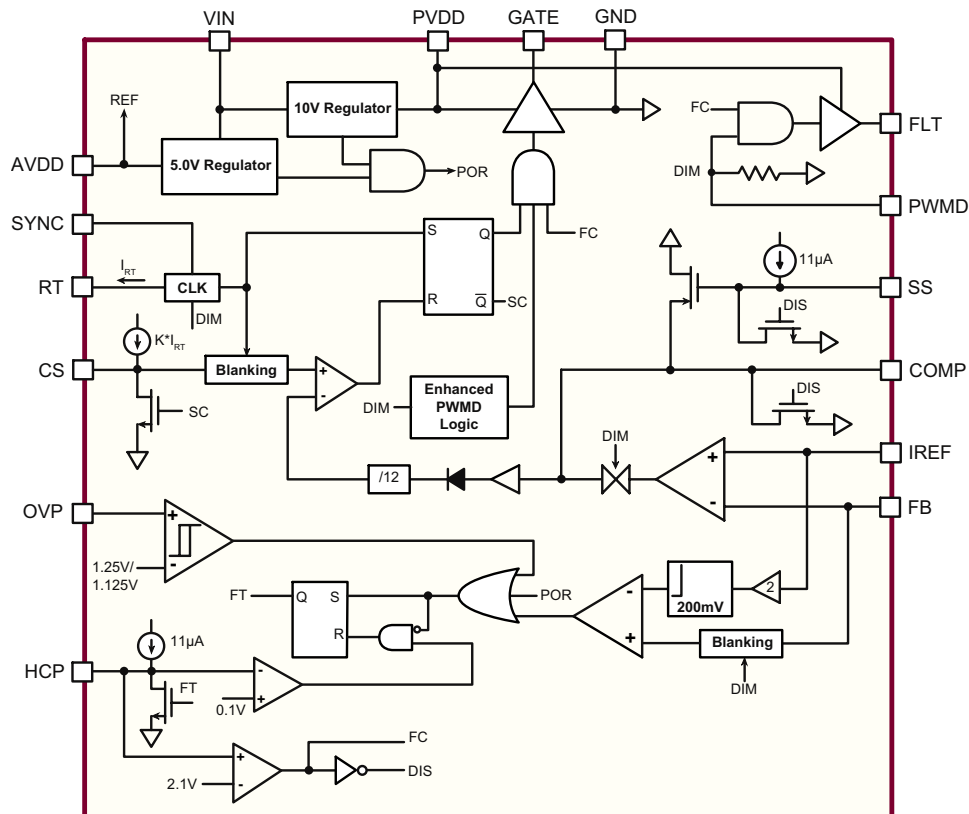 VIN
PVDD
GATE
GND
REF
10V Regulator
FC
FLT
AVDD
5.0V Regulator
POR
DIM
PWMD
SYNC
S
Q
FC
11µA
RT
I_RT
CLK
R
Q̅
SC
SS
DIM
DIS
K*I_RT
CS
Blanking
+
-
COMP
SC
DIM
Enhanced
PWMD
Logic
DIS
DIM
IREF
/12
+
-
FB
OVP
+
-
1.25V/
1.125V
FT
Q
S
R
POR
-
+
200mV
2
Blanking
DIM
11µA
HCP
FT
-
+
0.1V
FC
+
-
2.1V
DIS